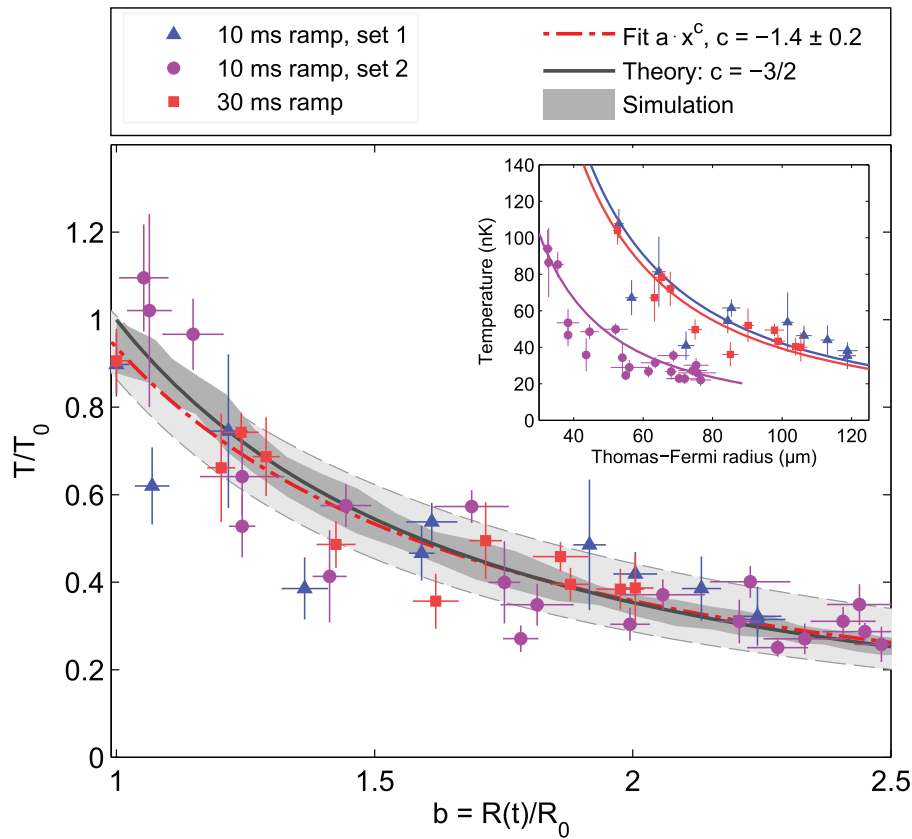 10 ms ramp, set 1
10 ms ramp, set 2
30 ms ramp
Fit a· x^c, c = −1.4 ± 0.2
Theory: c = −3/2
Simulation
T/T_0
1.2
1
0.8
0.6
0.4
0.2
0
1
1.5
2
2.5
b = R(t)/R_0
Temperature (nK)
140
120
100
80
60
40
20
0
40
60
80
100
120
Thomas−Fermi radius (μm)